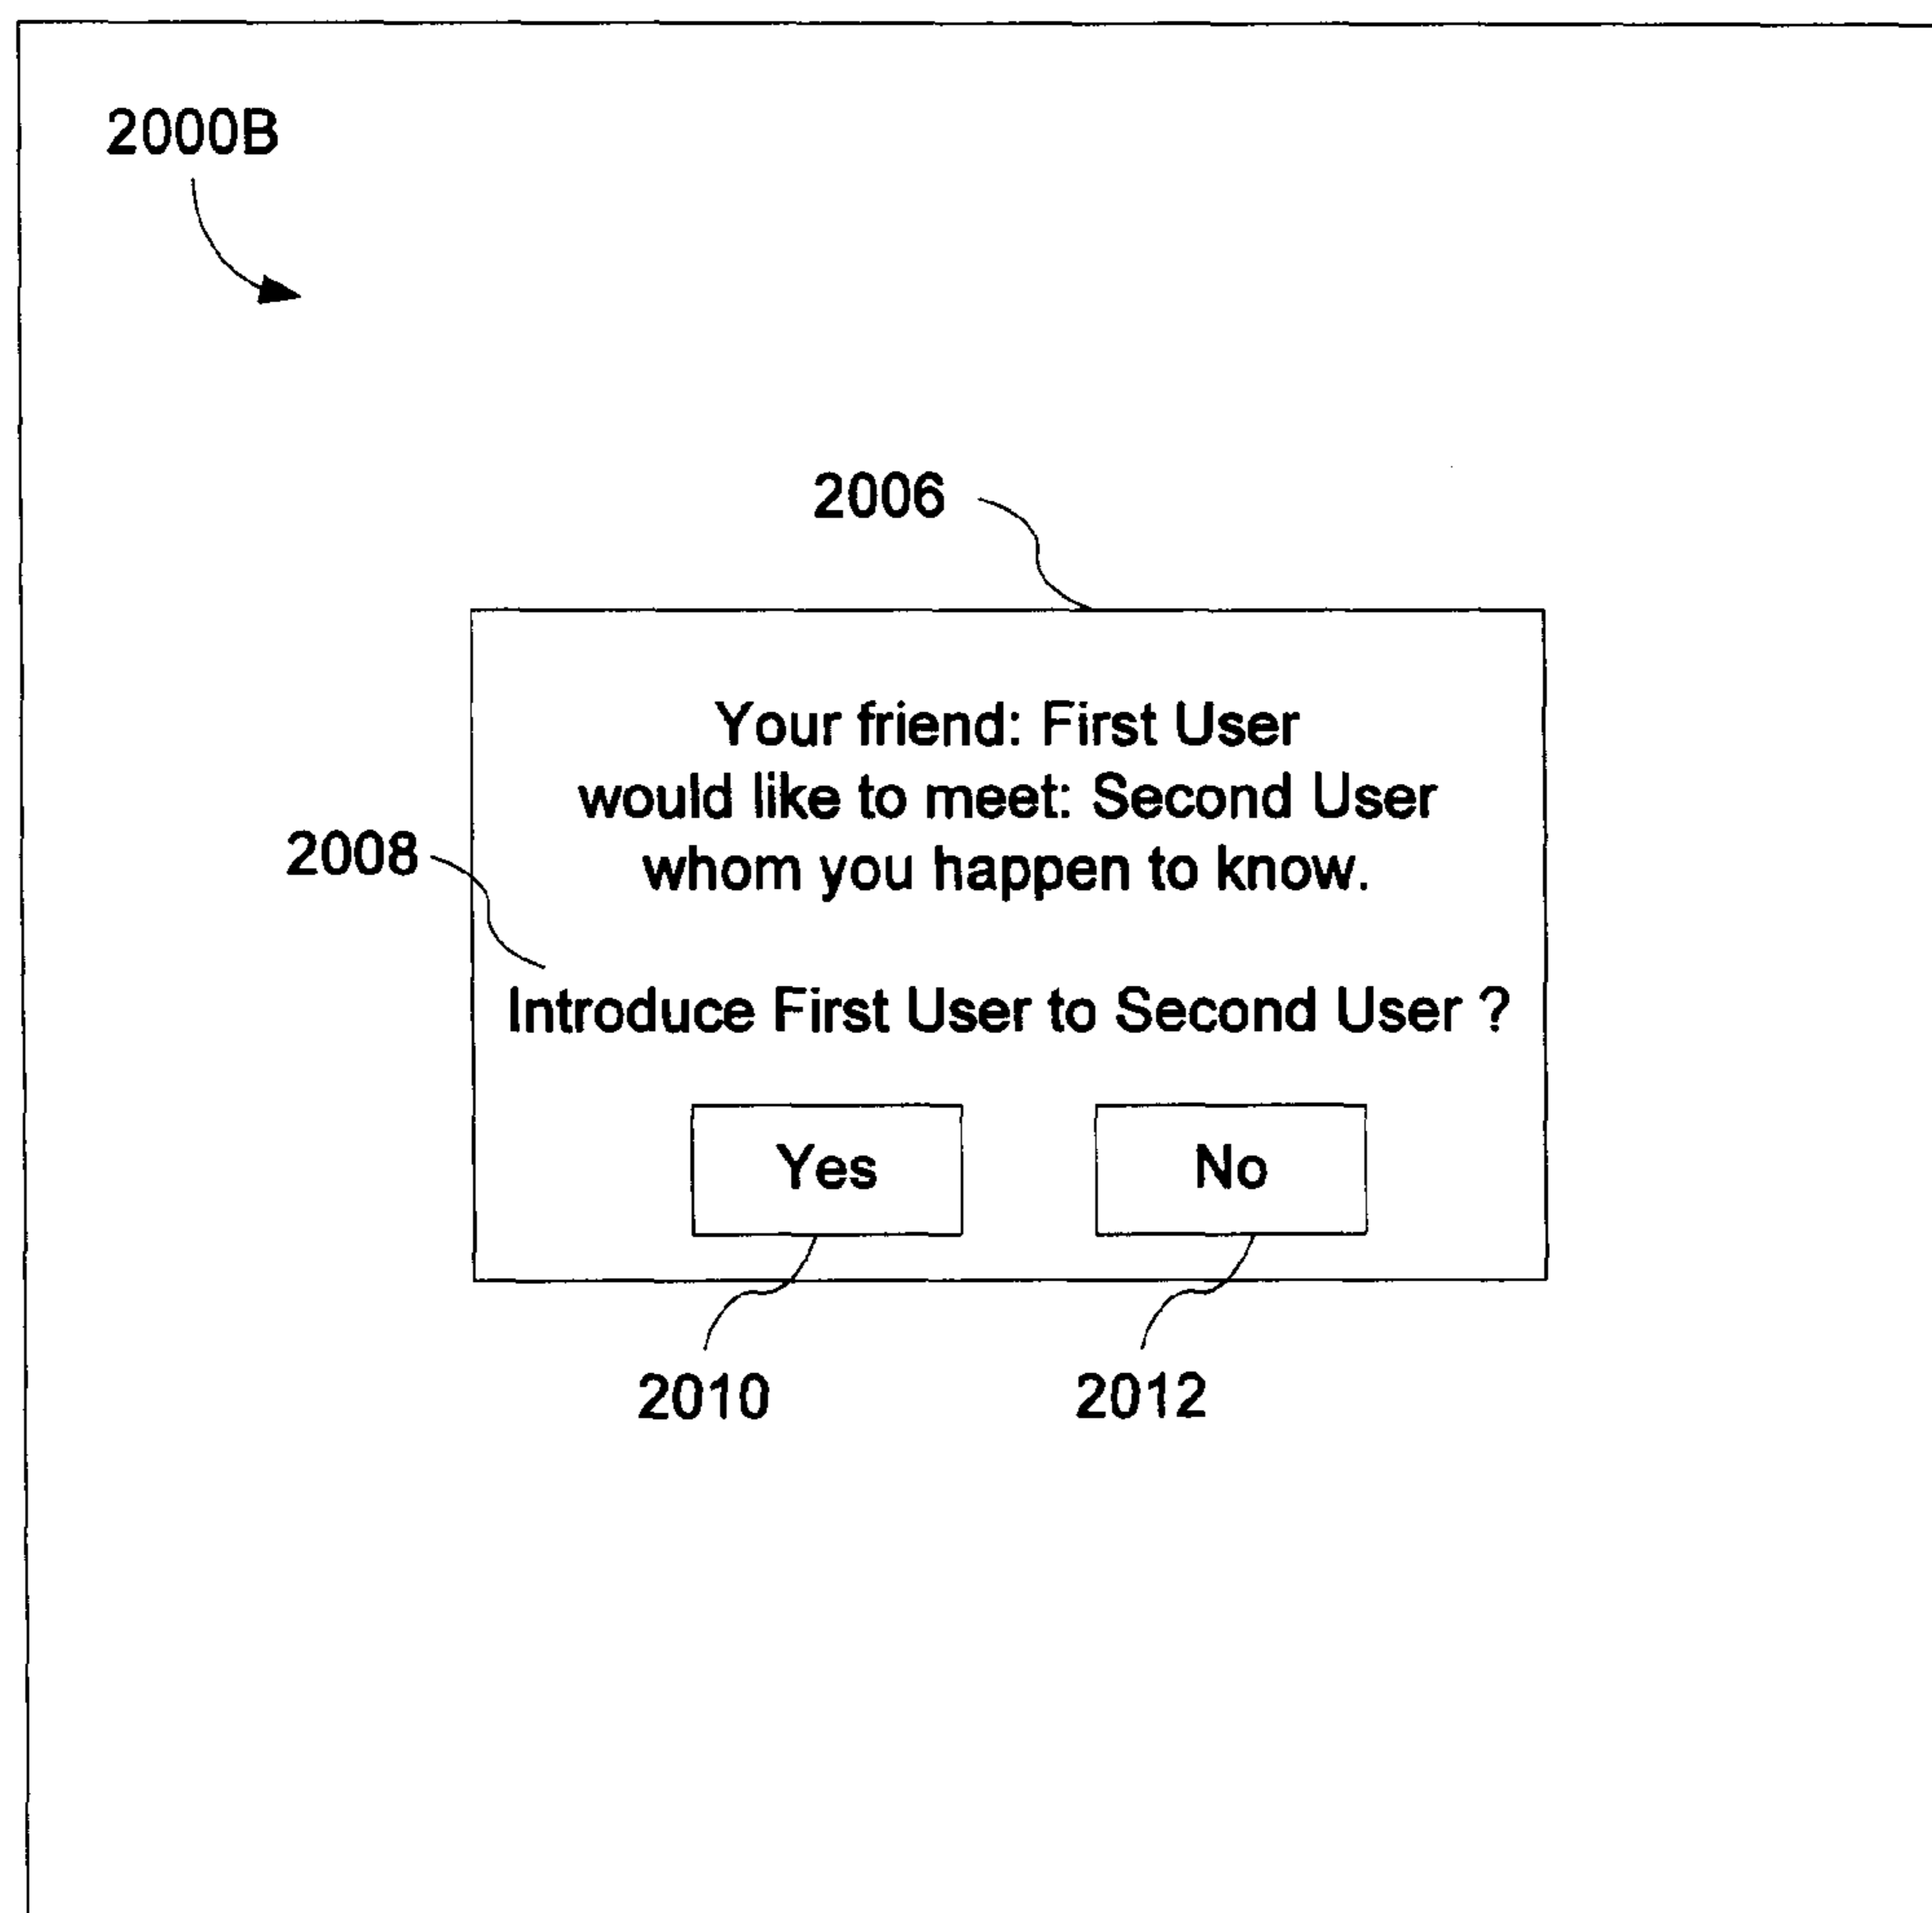 2000B
2006
Your friend: First User
would like to meet: Second User
whom you happen to know.
2008
Introduce First User to Second User ?
Yes
No
2010
2012